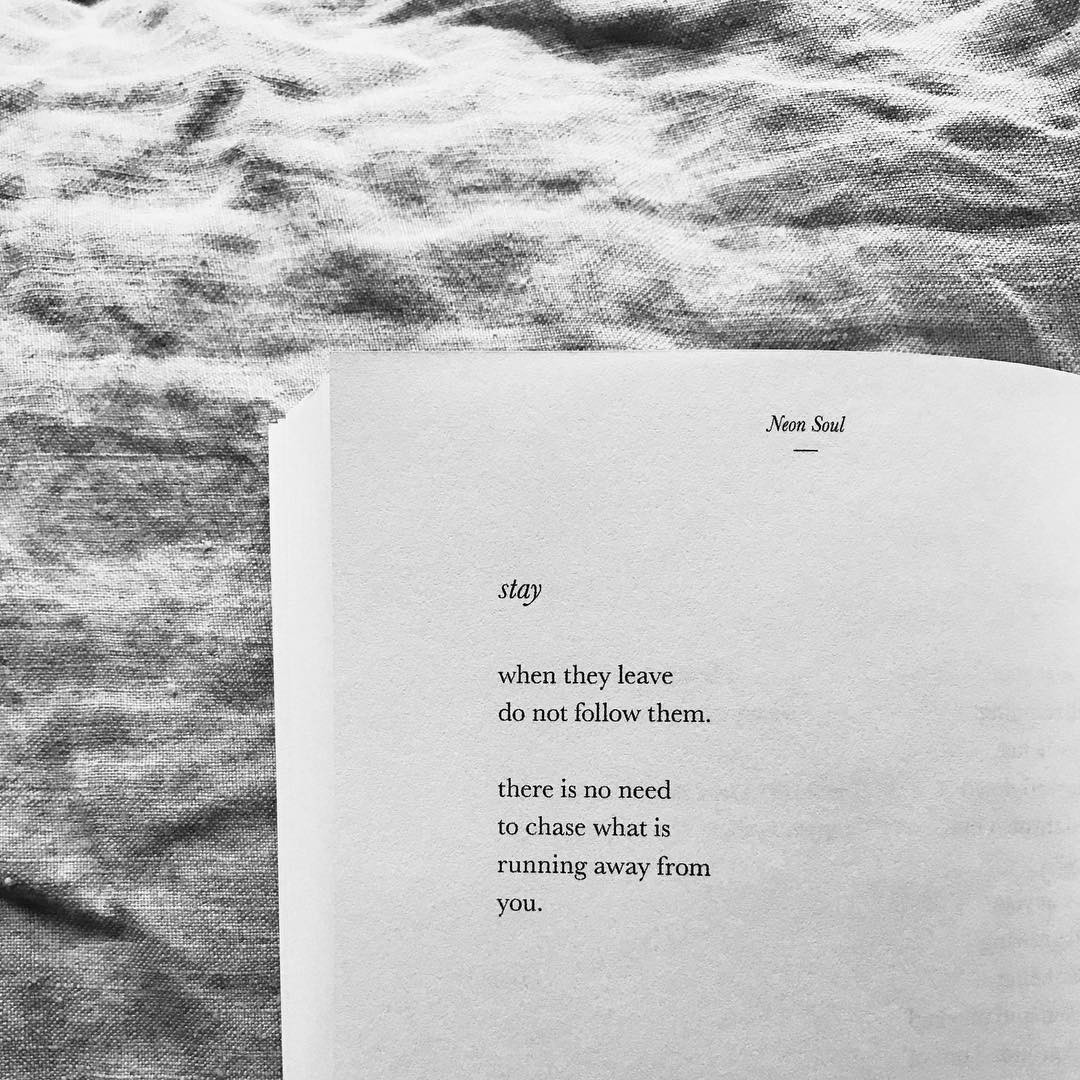 Neon Soul
stay
when they leave
do not follow them.
there is no need
to chase what is
running away from
you.